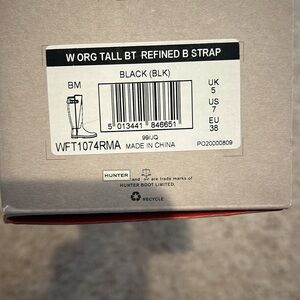 W ORG TALL BT REFINED B STRAP
BM
BLACK (BLK)
UK
5
US
7
EU
38
5 013441 846651
99/JQ
WFT1074RMA MADE IN CHINA
PO20000809
HUNTER and are trade marks of
HUNTER BOOT LIMITED.
RECYCLE